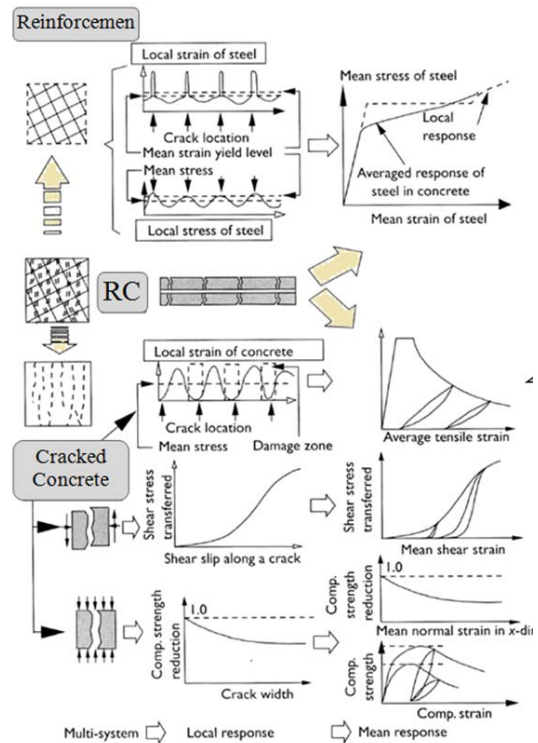 Reinforcemen
Local strain of steel
Crack location
Mean strain yield level
Mean stress
Local stress of steel
Mean stress of steel
Local
response
Averaged response of
steel in concrete
Mean strain of steel
RC
Local strain of concrete
Crack location
Mean stress
Damage zone
Average tensile strain
Cracked
Concrete
Shear stress
transferred
Shear slip along a crack
Shear stress
transferred
Mean shear strain
Comp. strength
reduction
1.0
Crack width
Comp.
strength
reduction
1.0
Mean normal strain in x-dir
Comp.
strength
Comp. strain
Multi-system
Local response
Mean response